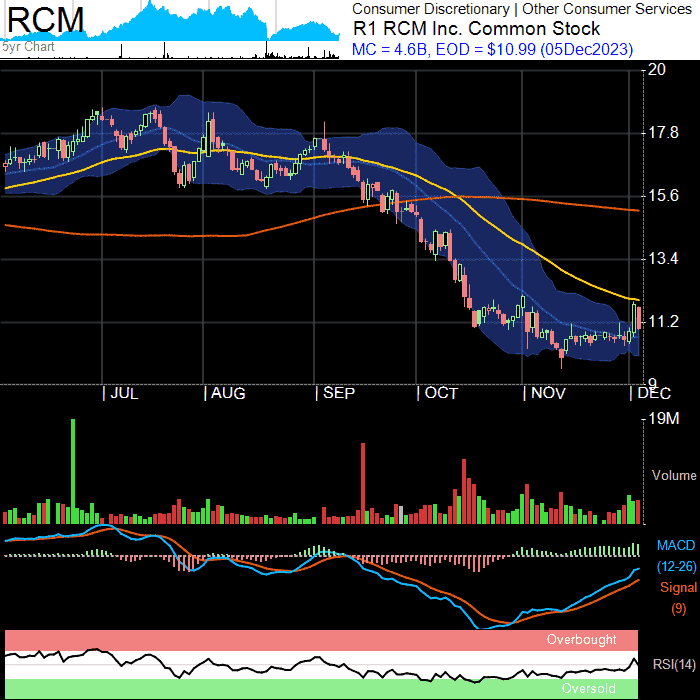 RCM
5yr Chart
Consumer Discretionary | Other Consumer Services
R1 RCM Inc. Common Stock
MC = 4.6B, EOD = $10.99 (05Dec2023)
20
17.8
15.6
13.4
11.2
9
JUL AUG SEP OCT NOV DEC
19M
Volume
MACD
(12-26)
Signal
(9)
Overbought
RSI(14)
Oversold